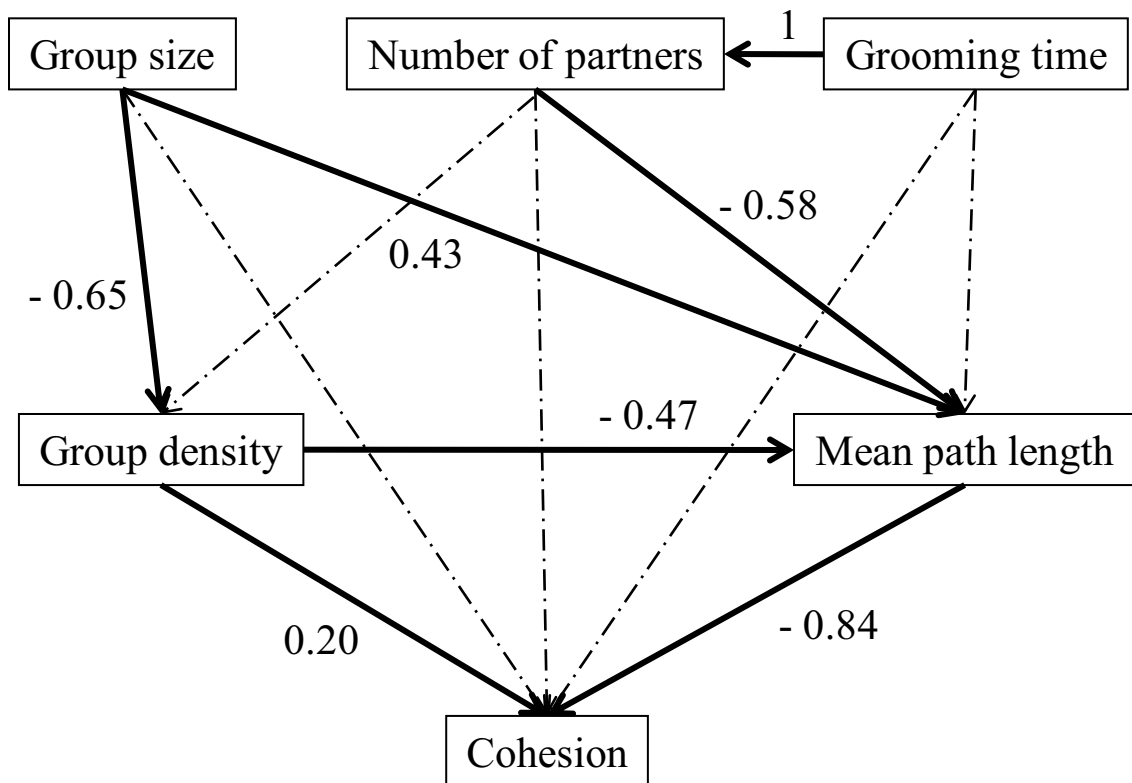 Group size
Number of partners
1
Grooming time
- 0.58
0.43
- 0.65
- 0.47
Group density
Mean path length
0.20
- 0.84
Cohesion